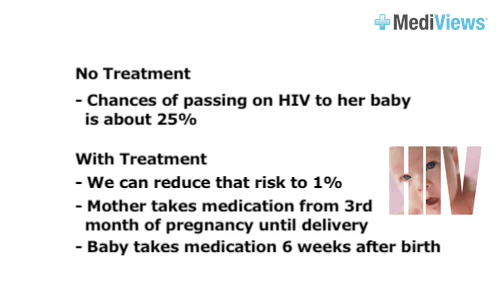 MediViews
No Treatment
- Chances of passing on HIV to her baby
is about 25%
With Treatment
- We can reduce that risk to 1%
- Mother takes medication from 3rd
month of pregnancy until delivery
- Baby takes medication 6 weeks after birth
HIV